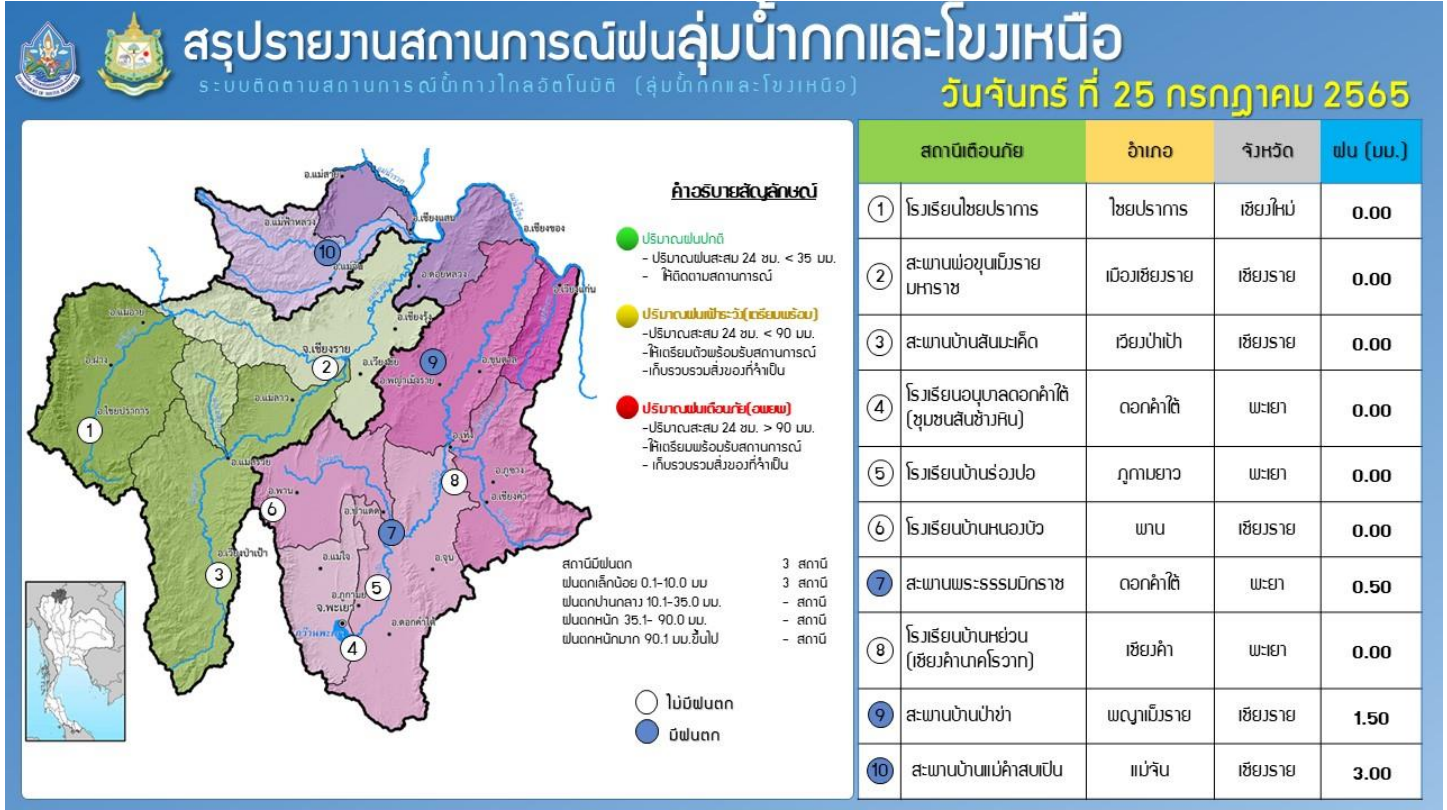 สรุปรายงานสถานการณ์ฝนลุ่มน้ำกกและโขงเหนือ
ระบบติดตามสถานการณ์น้ำทางไกลอัตโนมัติ (ลุ่มน้ำกกและโขงเหนือ)
วันจันทร์ ที่ 25 กรกฎาคม 2565
อ.แม่สาย
อ.แม่ฟ้าหลวง
อ.เชียงแสน
อ.เชียงของ
10
อ.แม่จัน
อ.ดอยหลวง
อ.เวียงแก่น
อ.แม่อาย
อ.เชียงรุ้ง
จ.เชียงราย
อ.ฝาง
2
อ.เวียงชัย
9
อ.ขุนตาล
อ.พญาเม็งราย
อ.แม่ลาว
อ.ไชยปราการ
1
อ.เทิง
อ.แม่สรวย
8
อ.ภูซาง
อ.พาน
อ.เชียงคำ
6
อ.ป่าแดด
7
อ.เวียงป่าเป้า
อ.แม่ใจ
อ.จุน
3
5
อ.ภูกามยาว
จ.พะเยา
อ.ดอกคำใต้
4
คำอธิบายสัญลักษณ์
ปริมาณฝนปกติ
- ปริมาณฝนสะสม 24 ชม. < 35 มม.
- ให้ติดตามสถานการณ์
ปริมาณฝนเฝ้าระวัง(เตรียมพร้อม)
-ปริมาณสะสม 24 ชม. < 90 มม.
-ให้เตรียมตัวพร้อมรับสถานการณ์
-เก็บรวบรวมสิ่งของที่จำเป็น
ปริมาณฝนเตือนภัย(อพยพ)
-ปริมาณสะสม 24 ชม. > 90 มม.
-ให้เตรียมพร้อมรับสถานการณ์
- เก็บรวบรวมสิ่งของที่จำเป็น
สถานีมีฝนตก 3 สถานี
ฝนตกเล็กน้อย 0.1-10.0 มม 3 สถานี
ฝนตกปานกลาง 10.1-35.0 มม. - สถานี
ฝนตกหนัก 35.1- 90.0 มม. - สถานี
ฝนตกหนักมาก 90.1 มม.ขึ้นไป - สถานี
ไม่มีฝนตก
มีฝนตก
สถานีเตือนภัย อำเภอ จังหวัด ฝน (มม.)
1 โรงเรียนไชยปราการ ไชยปราการ เชียงใหม่ 0.00
2 สะพานพ่อขุนเม็งราย
มหาราช เมืองเชียงราย เชียงราย 0.00
3 สะพานบ้านสันมะเค็ด เวียงป่าเป้า เชียงราย 0.00
4 โรงเรียนอนุบาลดอกคำใต้
(ชุมชนสันช้างหิน) ดอกคำใต้ พะเยา 0.00
5 โรงเรียนบ้านร่องปอ ภูกามยาว พะเยา 0.00
6 โรงเรียนบ้านหนองบัว พาน เชียงราย 0.00
7 สะพานพระธรรมมิกราช ดอกคำใต้ พะยา 0.50
8 โรงเรียนบ้านหย่วน
(เชียงคำนาคโรวาท) เชียงคำ พะเยา 0.00
9 สะพานบ้านป่าข่า พญาเม็งราย เชียงราย 1.50
10 สะพานบ้านแม่คำสบเปิน แม่จัน เชียงราย 3.00